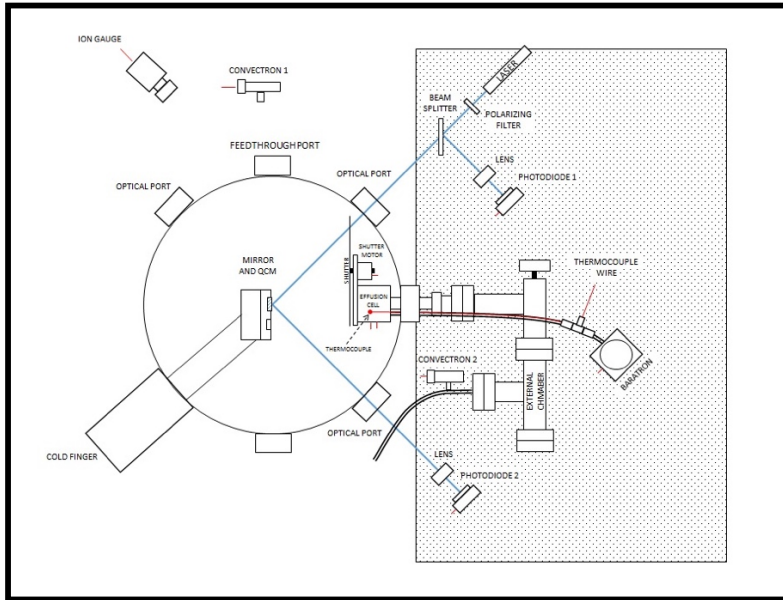 ION GAUGE
CONVECTRON 1
LASER
BEAM
SPLITTER
POLARIZING
FILTER
FEEDTHROUGH PORT
LENS
OPTICAL PORT
OPTICAL PORT
PHOTODIODE 1
MIRROR
AND QCM
SHUTTER
SHUTTER
MOTOR
THERMOCOUPLE
WIRE
EFFUSION
CELL
THERMOCOUPLE
CONVECTRON 2
EXTERNAL
CHMABER
BARATRON
OPTICAL PORT
COLD FINGER
LENS
PHOTODIODE 2